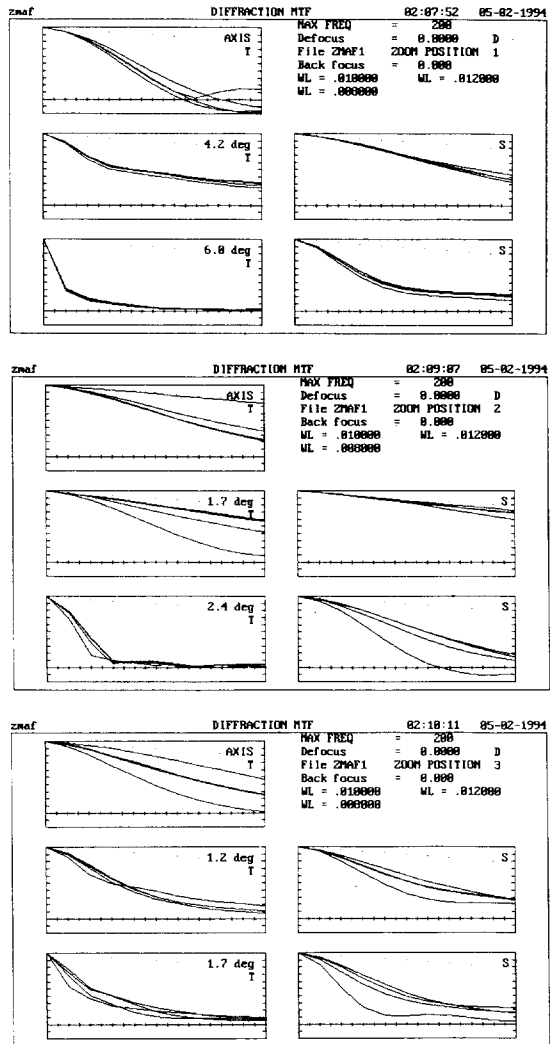 zmaf DIFFRACTION MTF 02:07:52 05-02-1994
MAX FREQ = 200
Defocus = 0.0000 D
File ZMAF1 ZOOM POSITION 1
Back focus = 0.000
WL = .010000 WL = .012000
WL = .008000
AXIS
T
4.2 deg
T
S
6.0 deg
T
S
zmaf DIFFRACTION MTF 02:09:07 05-02-1994
MAX FREQ = 200
Defocus = 0.0000 D
File ZMAF1 ZOOM POSITION 2
Back focus = 0.000
WL = .010000 WL = .012000
WL = .008000
AXIS
T
1.7 deg
T
S
2.4 deg
T
S
zmaf DIFFRACTION MTF 02:10:11 05-02-1994
MAX FREQ = 200
Defocus = 0.0000 D
File ZMAF1 ZOOM POSITION 3
Back focus = 0.000
WL = .010000 WL = .012000
WL = .008000
AXIS
T
1.2 deg
T
S
1.7 deg
T
S